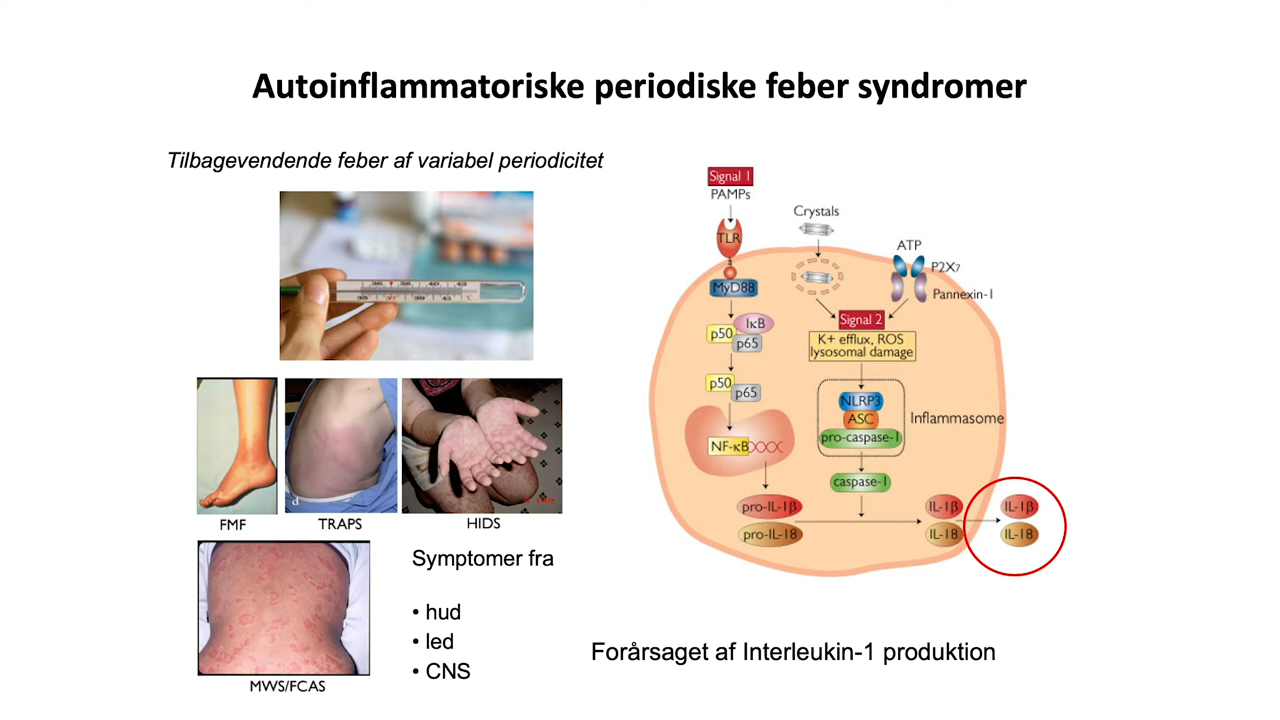 Autoinflammatoriske periodiske feber syndromer
Tilbagevendende feber af variabel periodicitet
FMF
TRAPS
HIDS
d
MWS/FCAS
Symptomer fra
• hud
• led
• CNS
Signal 1
PAMPs
TLR
MyD88
IκB
p50
p65
p50
p65
NF-κB
Crystals
ATP
P2X7
Pannexin-1
Signal 2
K+ efflux, ROS
lysosomal damage
NLRP3
ASC
pro-caspase-1
Inflammasome
caspase-1
pro-IL-1β
pro-IL-18
IL-1β
IL-18
IL-1β
IL-18
Forårsaget af Interleukin-1 produktion